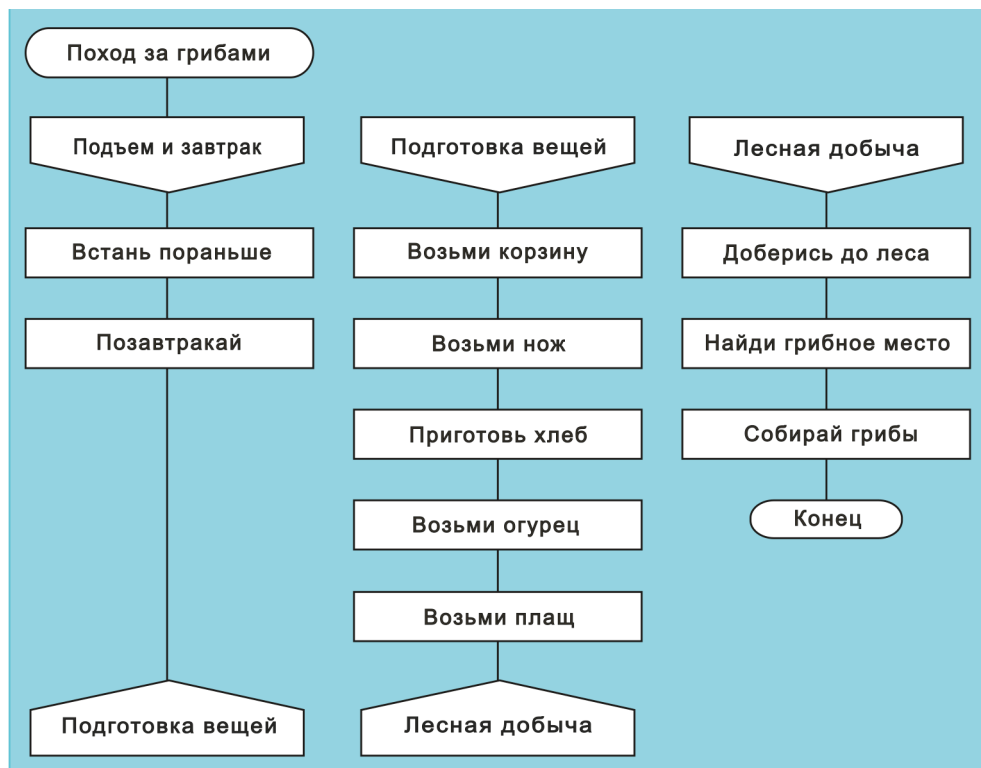 Поход за грибами
Подъем и завтрак
Встань пораньше
Позавтракай
Подготовка вещей
Подготовка вещей
Возьми корзину
Возьми нож
Приготовь хлеб
Возьми огурец
Возьми плащ
Лесная добыча
Лесная добыча
Доберись до леса
Найди грибное место
Собирай грибы
Конец